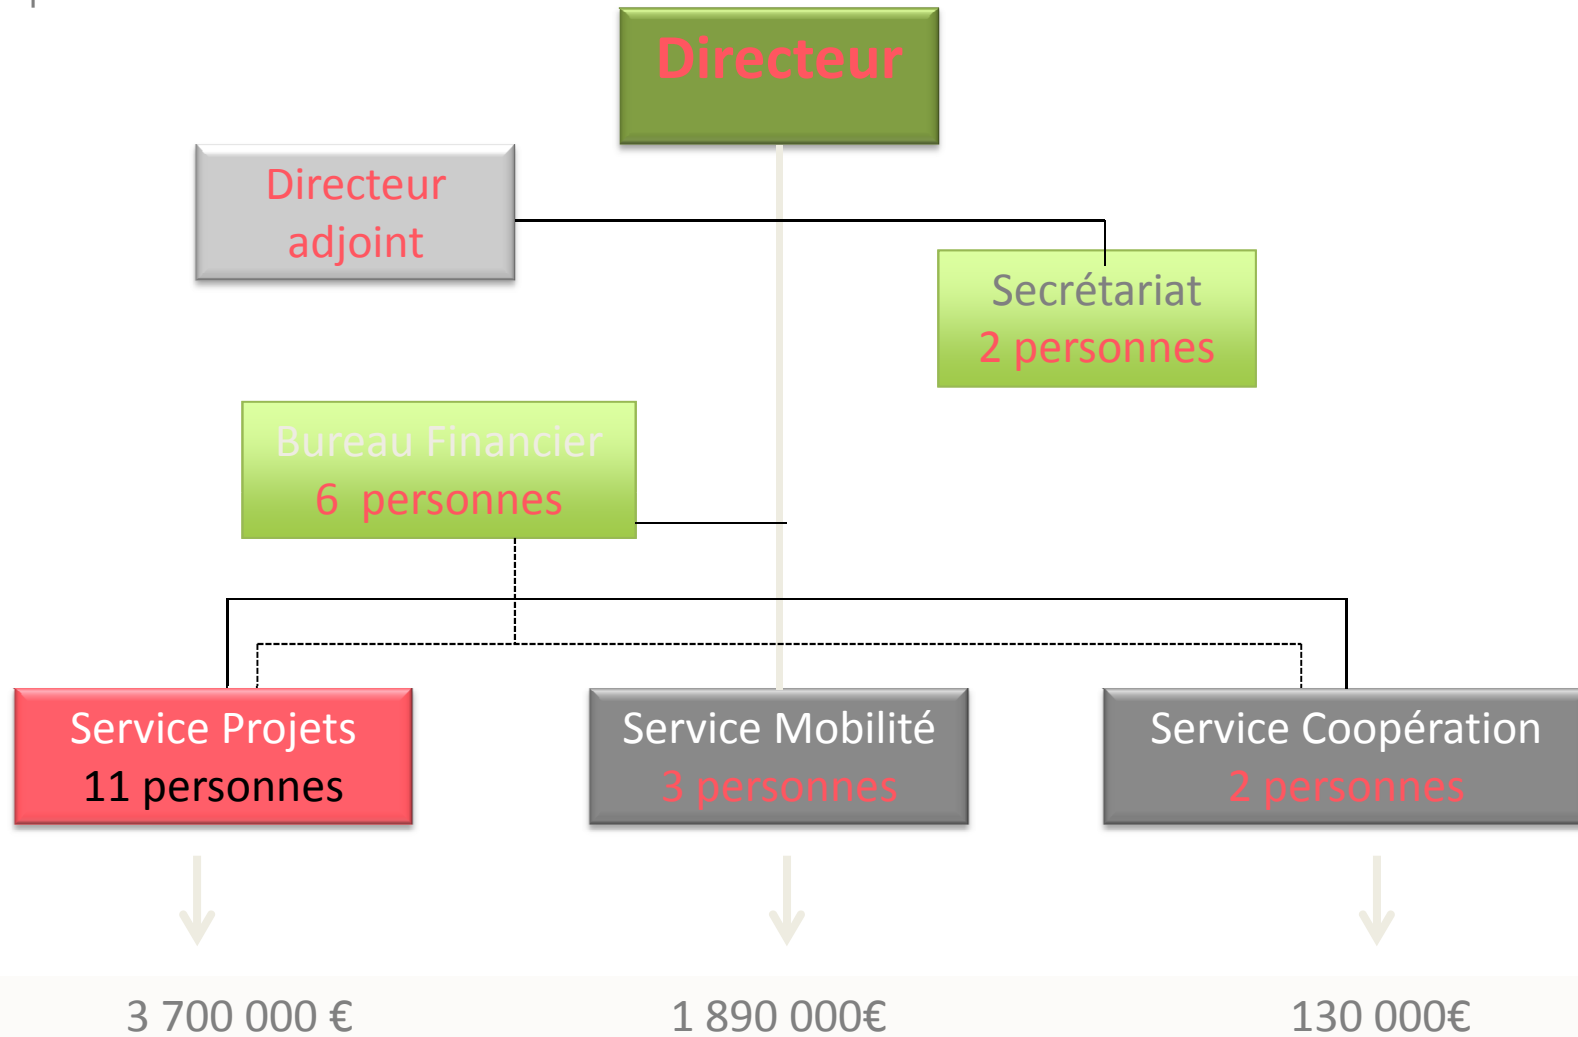 Directeur
Directeur
adjoint
Secrétariat
2 personnes
Bureau Financier
6 personnes
Service Projets
11 personnes
Service Mobilité
3 personnes
Service Coopération
2 personnes
3 700 000 €
1 890 000€
130 000€